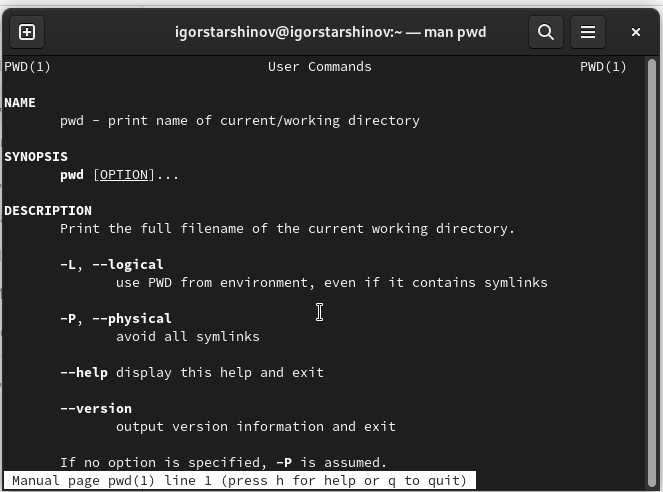 igorstarshinov@igorstarshinov:~ — man pwd
PWD(1) User Commands PWD(1)
NAME
pwd - print name of current/working directory
SYNOPSIS
pwd [OPTION]...
DESCRIPTION
Print the full filename of the current working directory.
-L, --logical
use PWD from environment, even if it contains symlinks
-P, --physical
avoid all symlinks
--help display this help and exit
--version
output version information and exit
If no option is specified, -P is assumed.
Manual page pwd(1) line 1 (press h for help or q to quit)